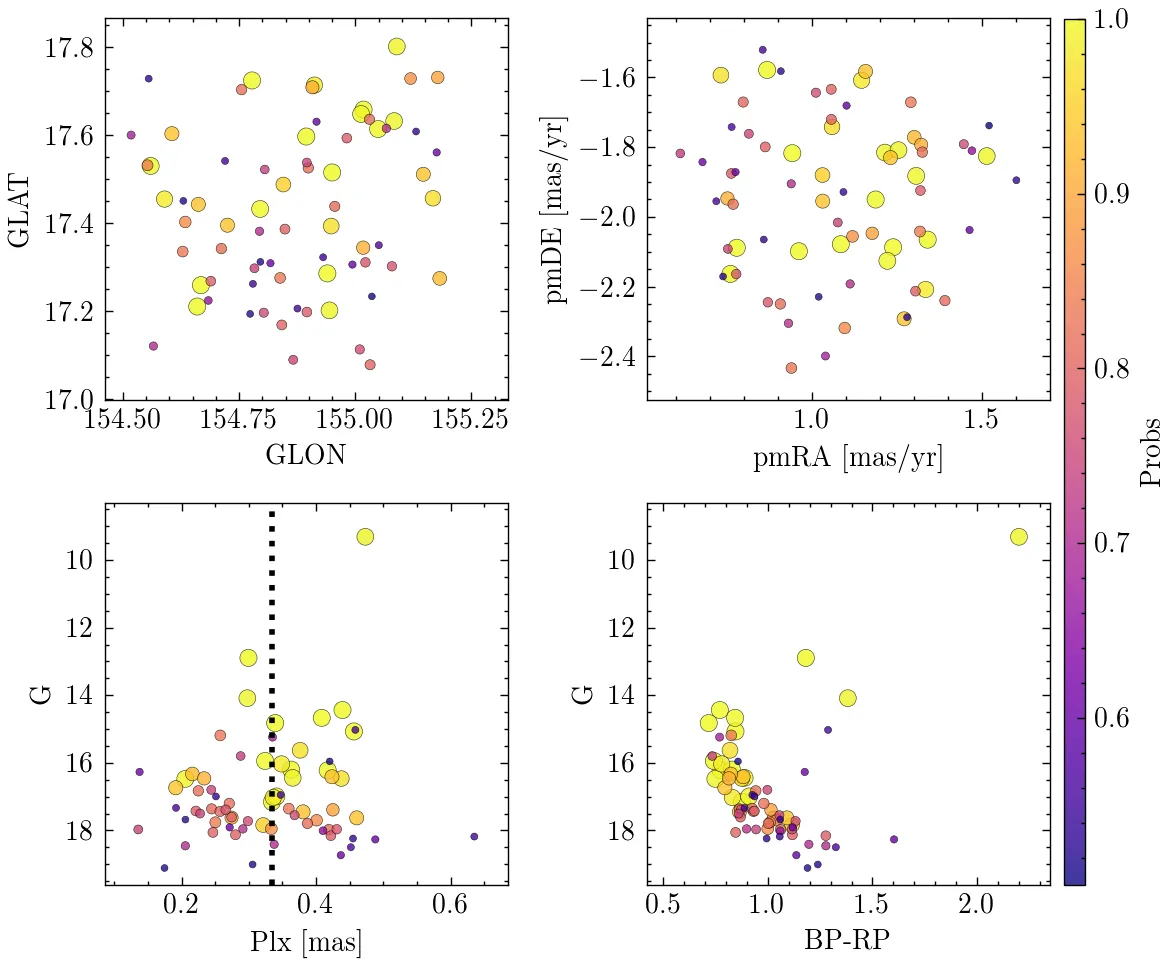 17.8
17.6
17.4
17.2
17.0
GLAT
154.50 154.75 155.00 155.25
GLON
−1.6
−1.8
−2.0
−2.2
−2.4
pmDE [mas/yr]
1.0 1.5
pmRA [mas/yr]
1.0
0.9
0.8
0.7
0.6
Probs
10
12
14
16
18
G
0.2 0.4 0.6
Plx [mas]
10
12
14
16
18
G
0.5 1.0 1.5 2.0
BP-RP